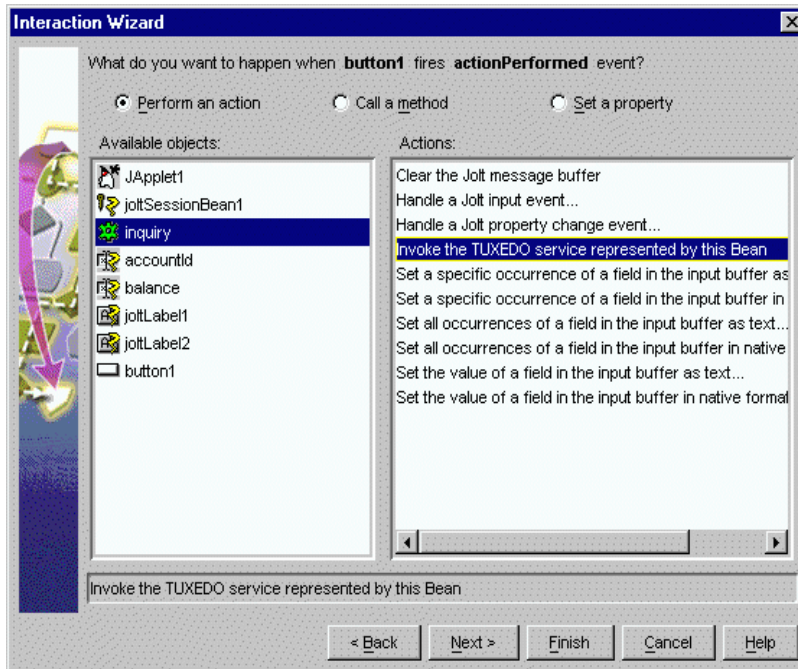 Interaction Wizard
What do you want to happen when button1 fires actionPerformed event?
Perform an action
Call a method
Set a property
Available objects:
JApplet1
joltSessionBean1
inquiry
accountId
balance
joltLabel1
joltLabel2
button1
Actions:
Clear the Jolt message buffer
Handle a Jolt input event...
Handle a Jolt property change event...
Invoke the TUXEDO service represented by this Bean
Set a specific occurrence of a field in the input buffer as
Set a specific occurrence of a field in the input buffer in
Set all occurrences of a field in the input buffer as text...
Set all occurrences of a field in the input buffer in native
Set the value of a field in the input buffer as text...
Set the value of a field in the input buffer in native format
Invoke the TUXEDO service represented by this Bean
< Back
Next >
Finish
Cancel
Help